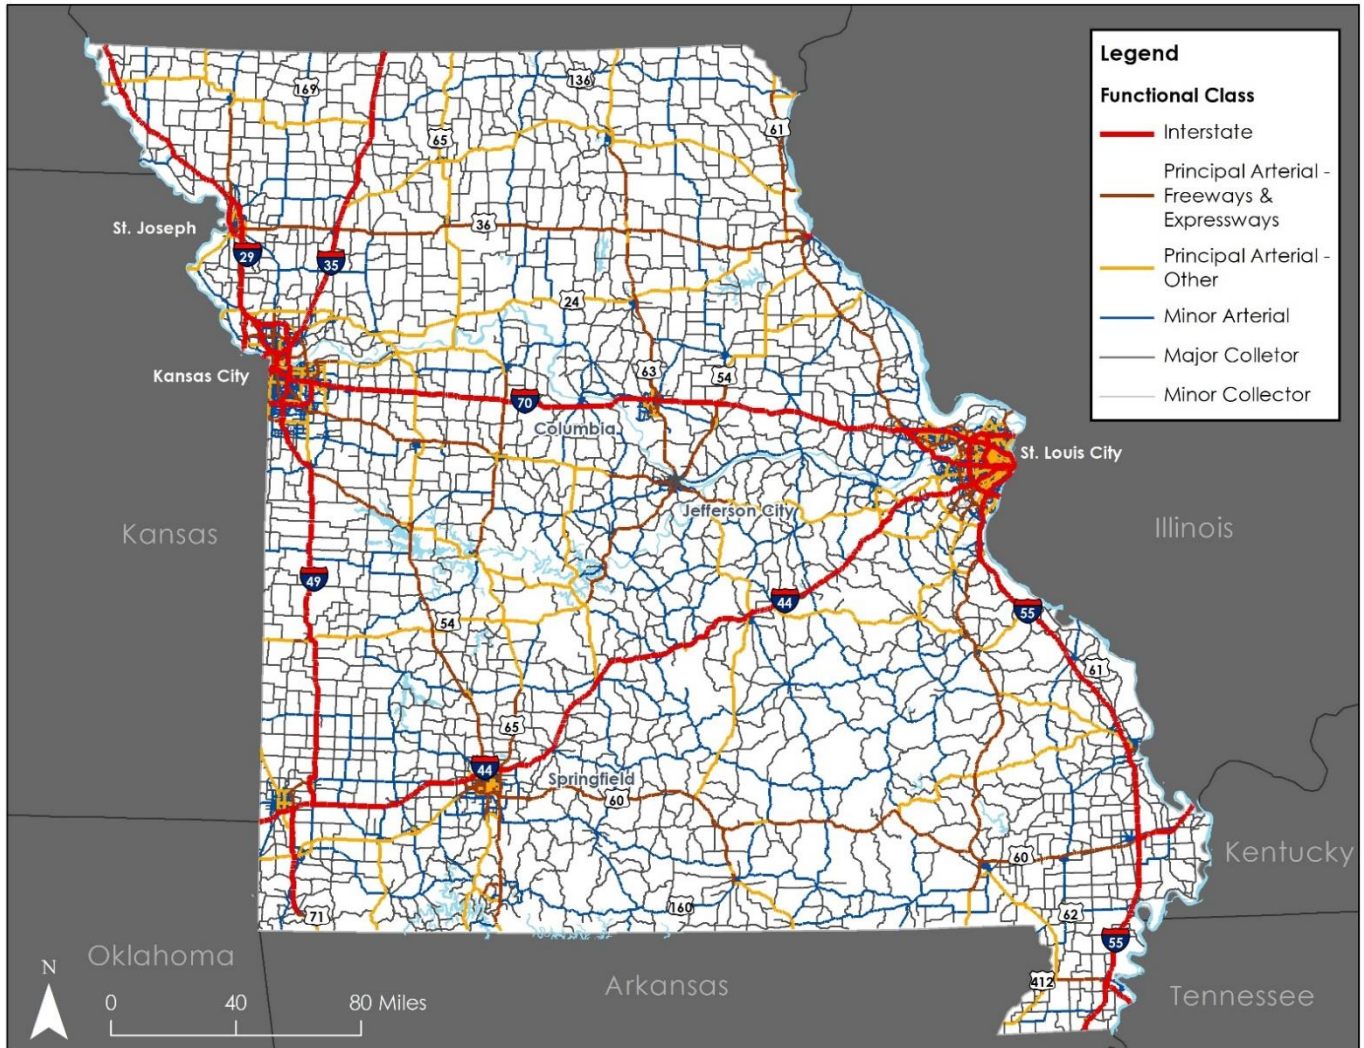 Legend
Functional Class
Interstate
Principal Arterial -
Freeways &
Expressways
Principal Arterial -
Other
Minor Arterial
Major Colletor
Minor Collector
169
136
65
61
St. Joseph
36
29
35
24
Kansas City
63
54
70
Columbia
St. Louis City
Jefferson City
Kansas
Illinois
49
44
55
54
61
65
44
Springfield
60
60
Kentucky
71
160
62
55
Oklahoma
Arkansas
412
Tennessee
N
0 40 80 Miles